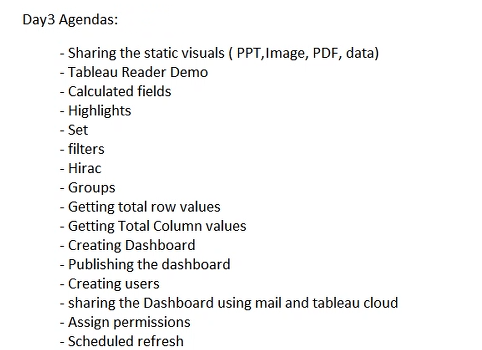 Day3 Agendas:
- Sharing the static visuals ( PPT,Image, PDF, data)
- Tableau Reader Demo
- Calculated fields
- Highlights
- Set
- filters
- Hirac
- Groups
- Getting total row values
- Getting Total Column values
- Creating Dashboard
- Publishing the dashboard
- Creating users
- sharing the Dashboard using mail and tableau cloud
- Assign permissions
- Scheduled refresh